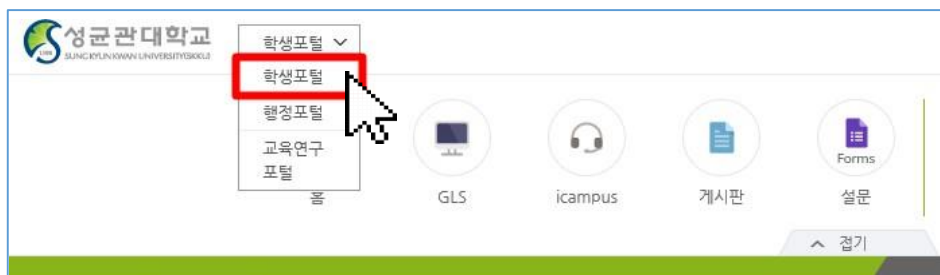 성균관대학교
SUNGKYUNKWAN UNIVERSITY(SKKU)
학생포털
학생포털
행정포털
교육연구
포털
홈
GLS
icampus
게시판
Forms
설문
접기